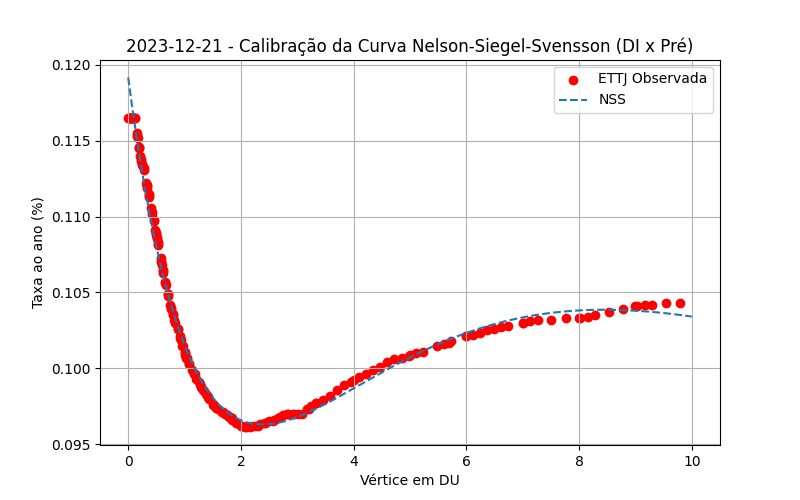 2023-12-21 - Calibração da Curva Nelson-Siegel-Svensson (DI x Pré)
ETTJ Observada
NSS
Taxa ao ano (%)
0.120
0.115
0.110
0.105
0.100
0.095
0 2 4 6 8 10
Vértice em DU